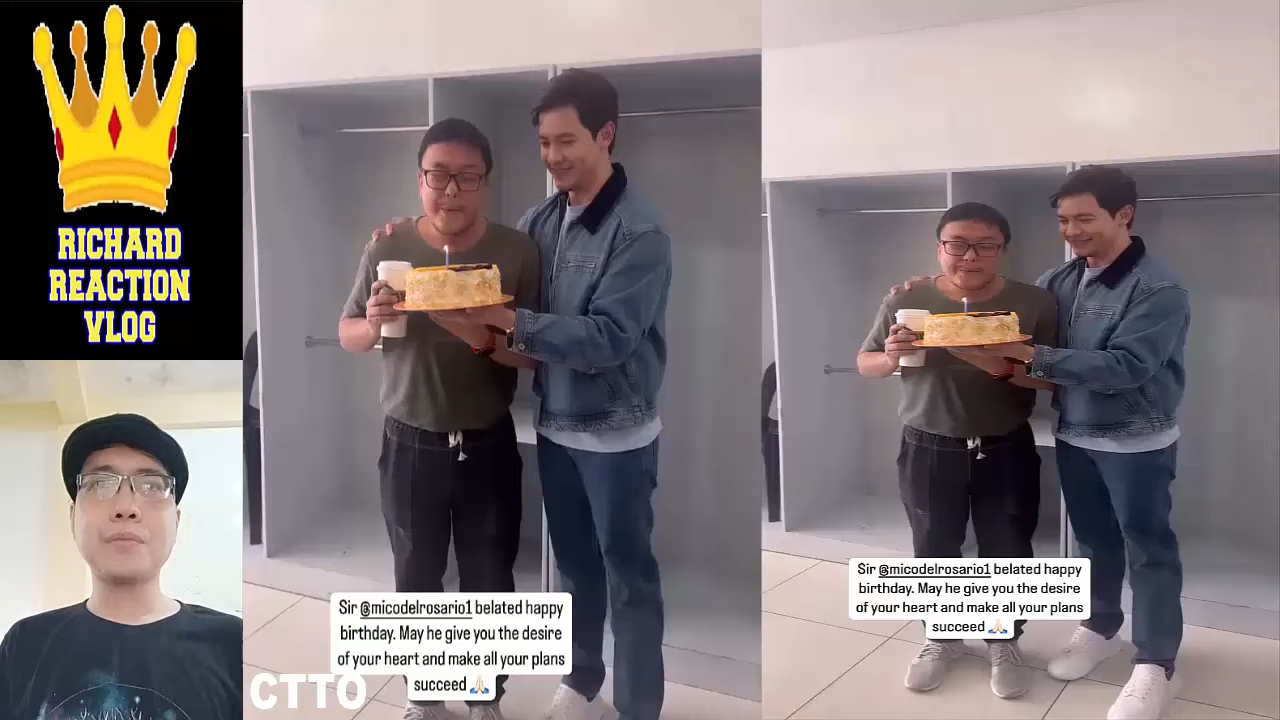 RICHARD
REACTION
VLOG
Sir @micodelrosario1 belated happy
birthday. May he give you the desire
of your heart and make all your plans
succeed 🙏🏻
CTTO
Sir @micodelrosario1 belated happy
birthday. May he give you the desire
of your heart and make all your plans
succeed 🙏🏻